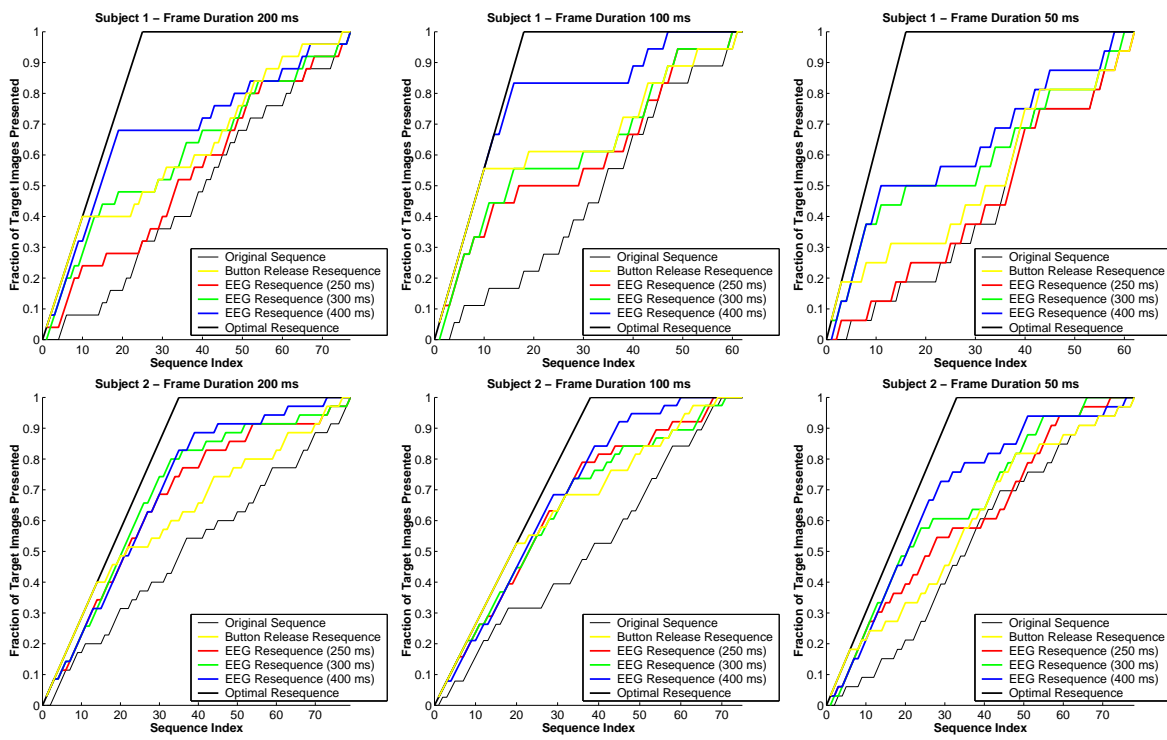 Subject 1 – Frame Duration 200 ms
Fraction of Target Images Presented
1
0.9
0.8
0.7
0.6
0.5
0.4
0.3
0.2
0.1
0
Original Sequence
Button Release Resequence
EEG Resequence (250 ms)
EEG Resequence (300 ms)
EEG Resequence (400 ms)
Optimal Resequence
0 10 20 30 40 50 60 70
Sequence Index
Subject 1 – Frame Duration 100 ms
Fraction of Target Images Presented
1
0.9
0.8
0.7
0.6
0.5
0.4
0.3
0.2
0.1
0
Original Sequence
Button Release Resequence
EEG Resequence (250 ms)
EEG Resequence (300 ms)
EEG Resequence (400 ms)
Optimal Resequence
0 10 20 30 40 50 60
Sequence Index
Subject 1 – Frame Duration 50 ms
Fraction of Target Images Presented
1
0.9
0.8
0.7
0.6
0.5
0.4
0.3
0.2
0.1
0
Original Sequence
Button Release Resequence
EEG Resequence (250 ms)
EEG Resequence (300 ms)
EEG Resequence (400 ms)
Optimal Resequence
0 10 20 30 40 50 60
Sequence Index
Subject 2 – Frame Duration 200 ms
Fraction of Target Images Presented
1
0.9
0.8
0.7
0.6
0.5
0.4
0.3
0.2
0.1
0
Original Sequence
Button Release Resequence
EEG Resequence (250 ms)
EEG Resequence (300 ms)
EEG Resequence (400 ms)
Optimal Resequence
0 10 20 30 40 50 60 70
Sequence Index
Subject 2 – Frame Duration 100 ms
Fraction of Target Images Presented
1
0.9
0.8
0.7
0.6
0.5
0.4
0.3
0.2
0.1
0
Original Sequence
Button Release Resequence
EEG Resequence (250 ms)
EEG Resequence (300 ms)
EEG Resequence (400 ms)
Optimal Resequence
0 10 20 30 40 50 60 70
Sequence Index
Subject 2 – Frame Duration 50 ms
Fraction of Target Images Presented
1
0.9
0.8
0.7
0.6
0.5
0.4
0.3
0.2
0.1
0
Original Sequence
Button Release Resequence
EEG Resequence (250 ms)
EEG Resequence (300 ms)
EEG Resequence (400 ms)
Optimal Resequence
0 10 20 30 40 50 60 70
Sequence Index